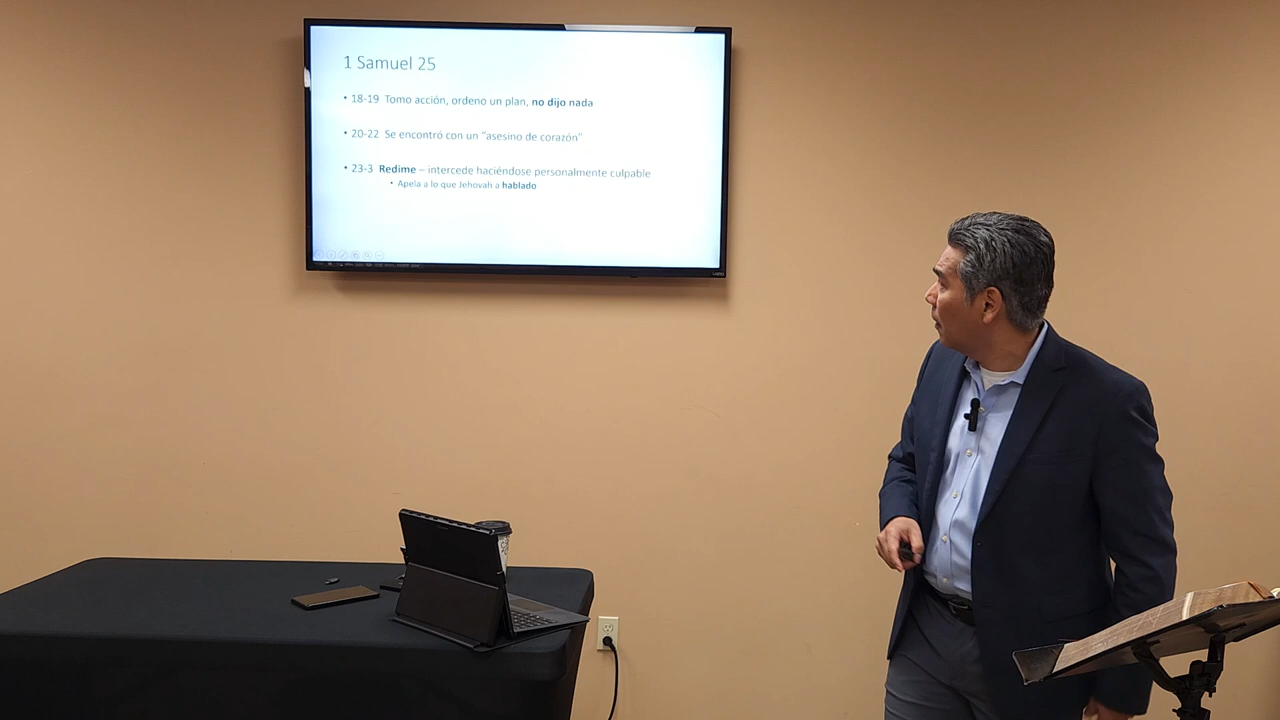 1 Samuel 25
• 18-19 Tomo acción, ordeno un plan, no dijo nada
• 20-22 Se encontró con un "asesino de corazón"
• 23-3 Redime – intercede haciéndose personalmente culpable
• Apela a lo que Jehovah a hablado